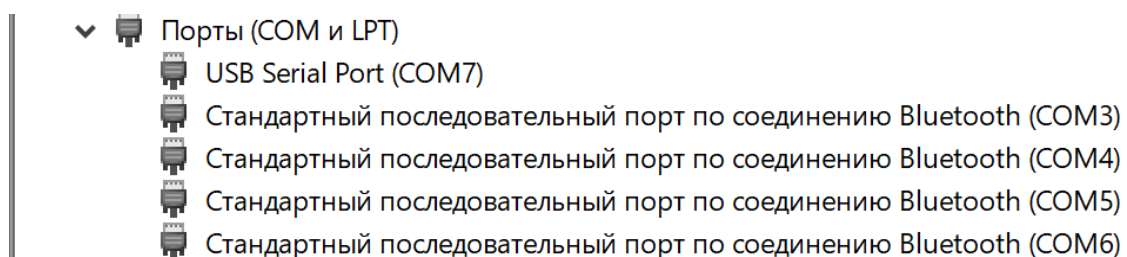 Порты (COM и LPT)
USB Serial Port (COM7)
Стандартный последовательный порт по соединению Bluetooth (COM3)
Стандартный последовательный порт по соединению Bluetooth (COM4)
Стандартный последовательный порт по соединению Bluetooth (COM5)
Стандартный последовательный порт по соединению Bluetooth (COM6)